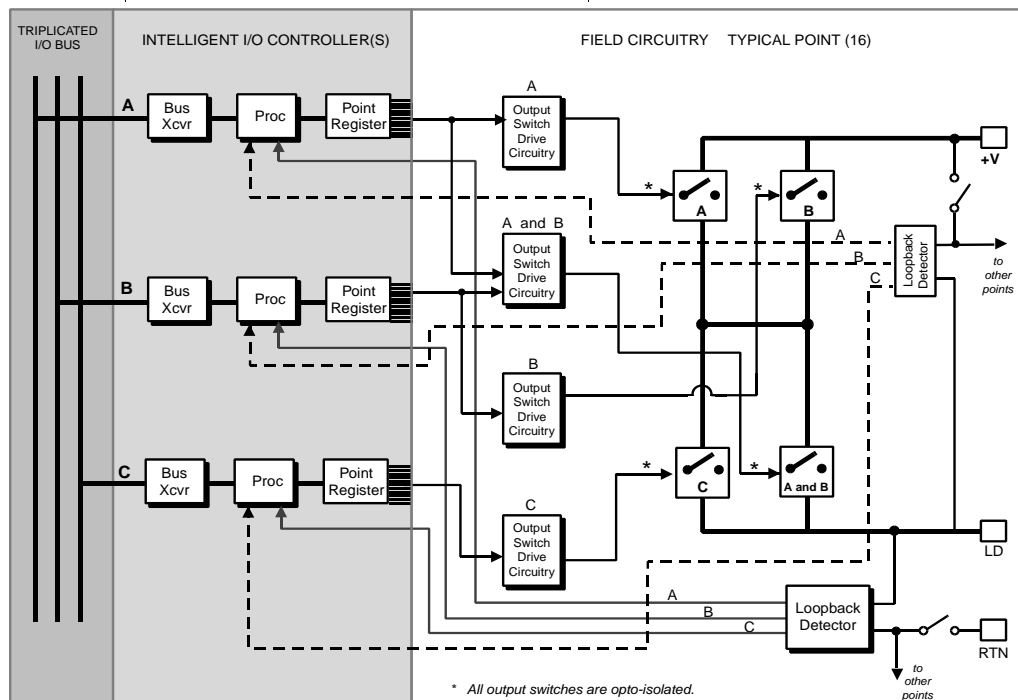 TRIPLICATED
I/O BUS
INTELLIGENT I/O CONTROLLER(S)
FIELD CIRCUITRY TYPICAL POINT (16)
A
Bus
Xcvr
Proc
Point
Register
A
Output
Switch
Drive
Circuitry
*
A
*
B
+V
A and B
Output
Switch
Drive
Circuitry
A
B
C
Loopback
Detector
to
other
points
B
Bus
Xcvr
Proc
Point
Register
B
Output
Switch
Drive
Circuitry
C
Bus
Xcvr
Proc
Point
Register
*
C
*
A and B
C
Output
Switch
Drive
Circuitry
LD
A
B
C
Loopback
Detector
RTN
to
other
points
* All output switches are opto-isolated.